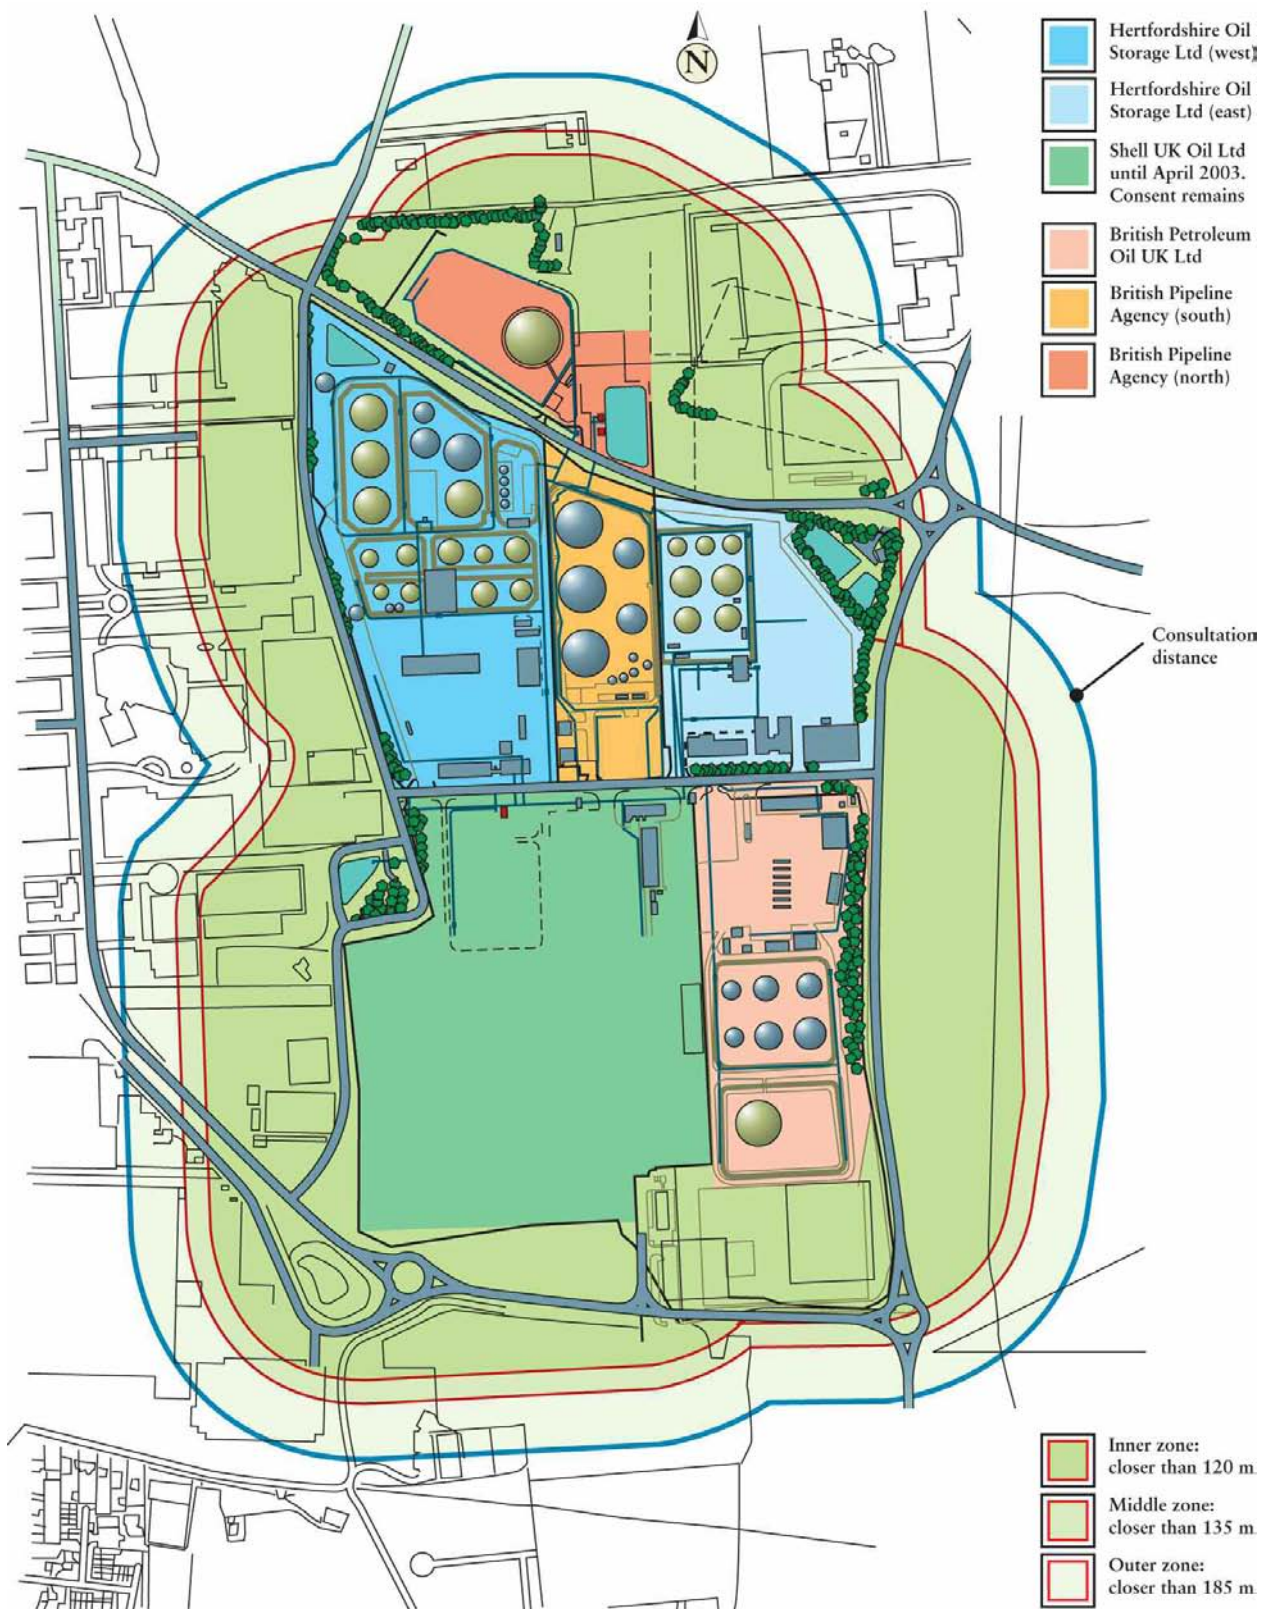 N
Hertfordshire Oil
Storage Ltd (west)
Hertfordshire Oil
Storage Ltd (east)
Shell UK Oil Ltd
until April 2003.
Consent remains
British Petroleum
Oil UK Ltd
British Pipeline
Agency (south)
British Pipeline
Agency (north)
Consultation
distance
Inner zone:
closer than 120 m
Middle zone:
closer than 135 m
Outer zone:
closer than 185 m